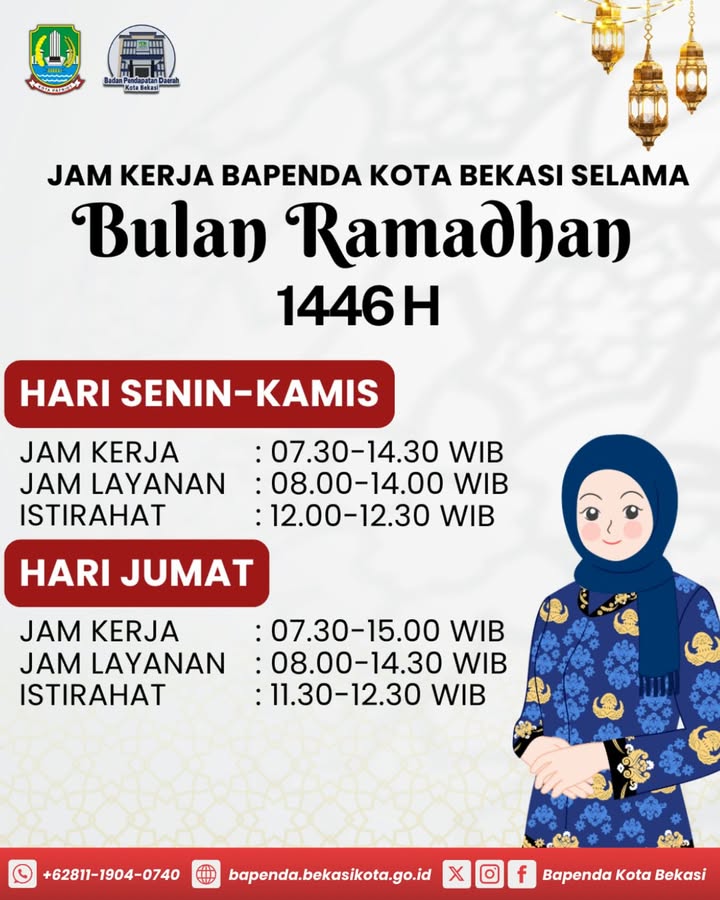 KOTA PATRIOT
Badan Pendapatan Daerah
Kota Bekasi
JAM KERJA BAPENDA KOTA BEKASI SELAMA
Bulan Ramadhan
1446 H
HARI SENIN-KAMIS
JAM KERJA : 07.30-14.30 WIB
JAM LAYANAN : 08.00-14.00 WIB
ISTIRAHAT : 12.00-12.30 WIB
HARI JUMAT
JAM KERJA : 07.30-15.00 WIB
JAM LAYANAN : 08.00-14.30 WIB
ISTIRAHAT : 11.30-12.30 WIB
+62811-1904-0740 bapenda.bekasikota.go.id Bapenda Kota Bekasi